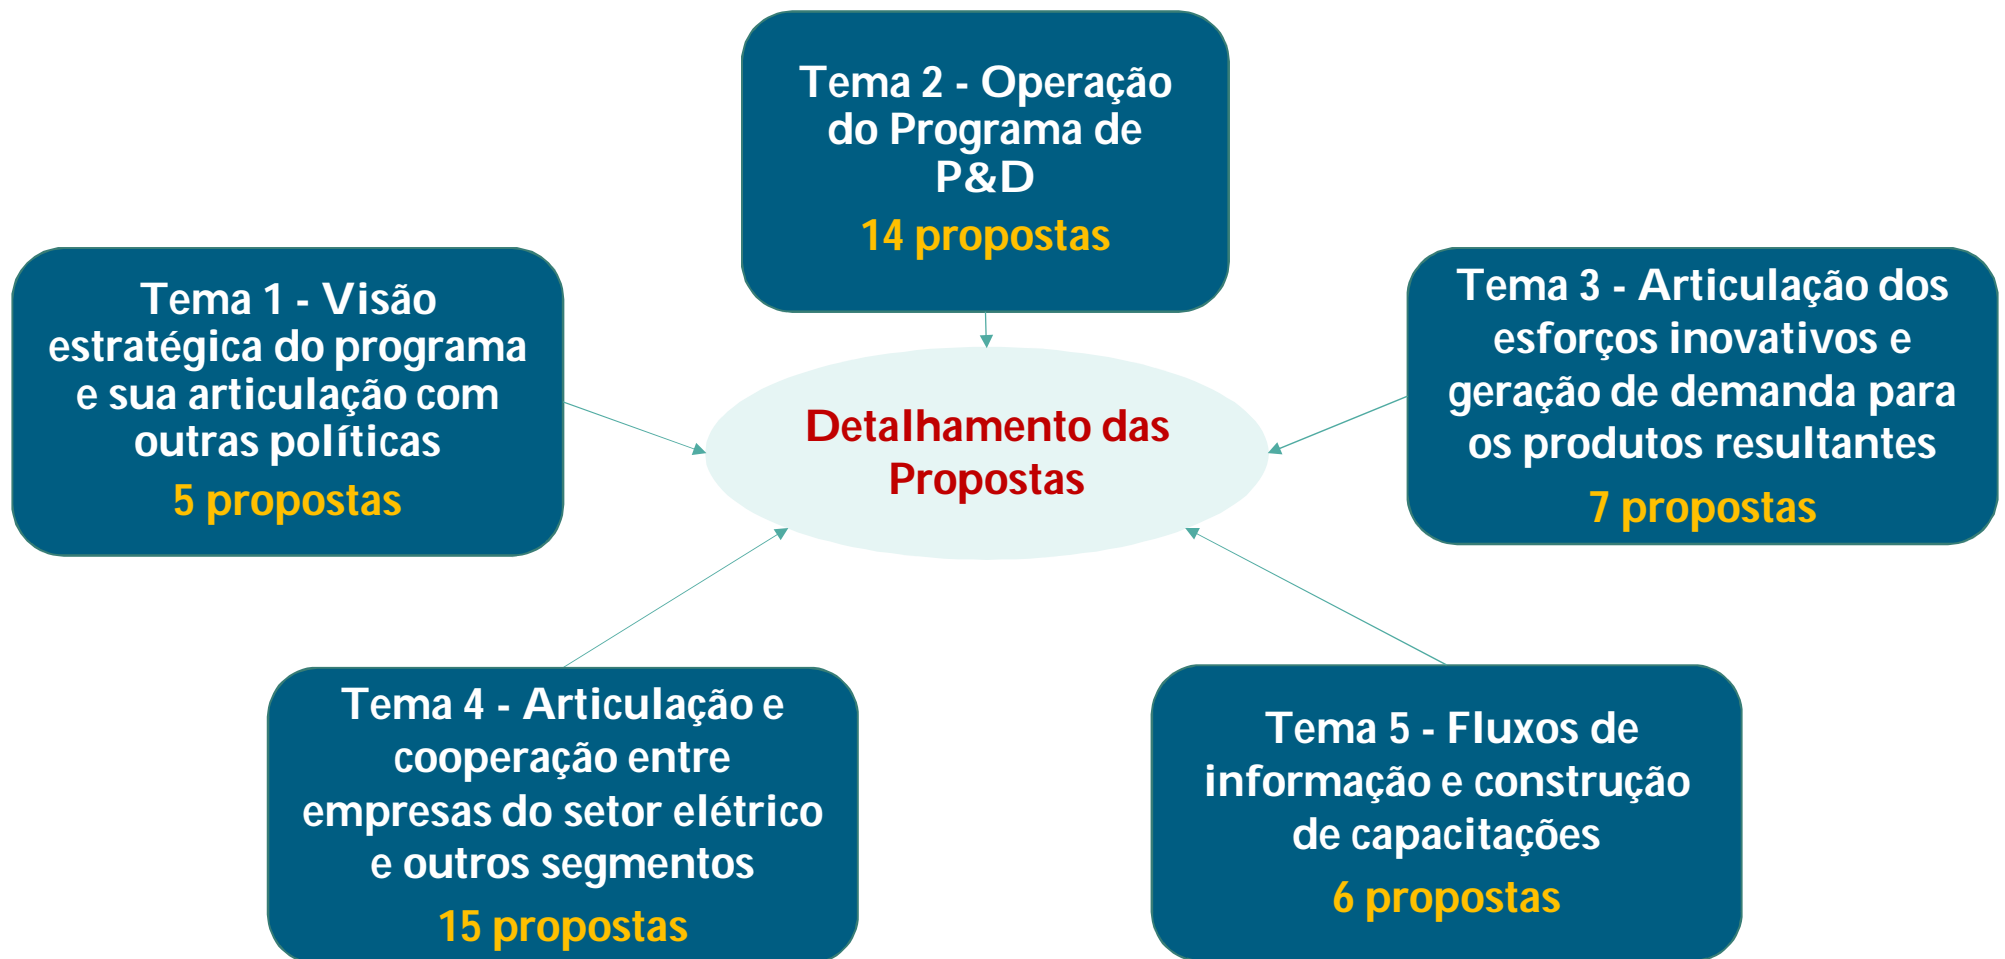 Tema 2 - Operação
do Programa de
P&D
14 propostas
Tema 1 - Visão
estratégica do programa
e sua articulação com
outras políticas
5 propostas
Tema 3 - Articulação dos
esforços inovativos e
geração de demanda para
os produtos resultantes
7 propostas
Detalhamento das
Propostas
Tema 4 - Articulação e
cooperação entre
empresas do setor elétrico
e outros segmentos
15 propostas
Tema 5 - Fluxos de
informação e construção
de capacitações
6 propostas